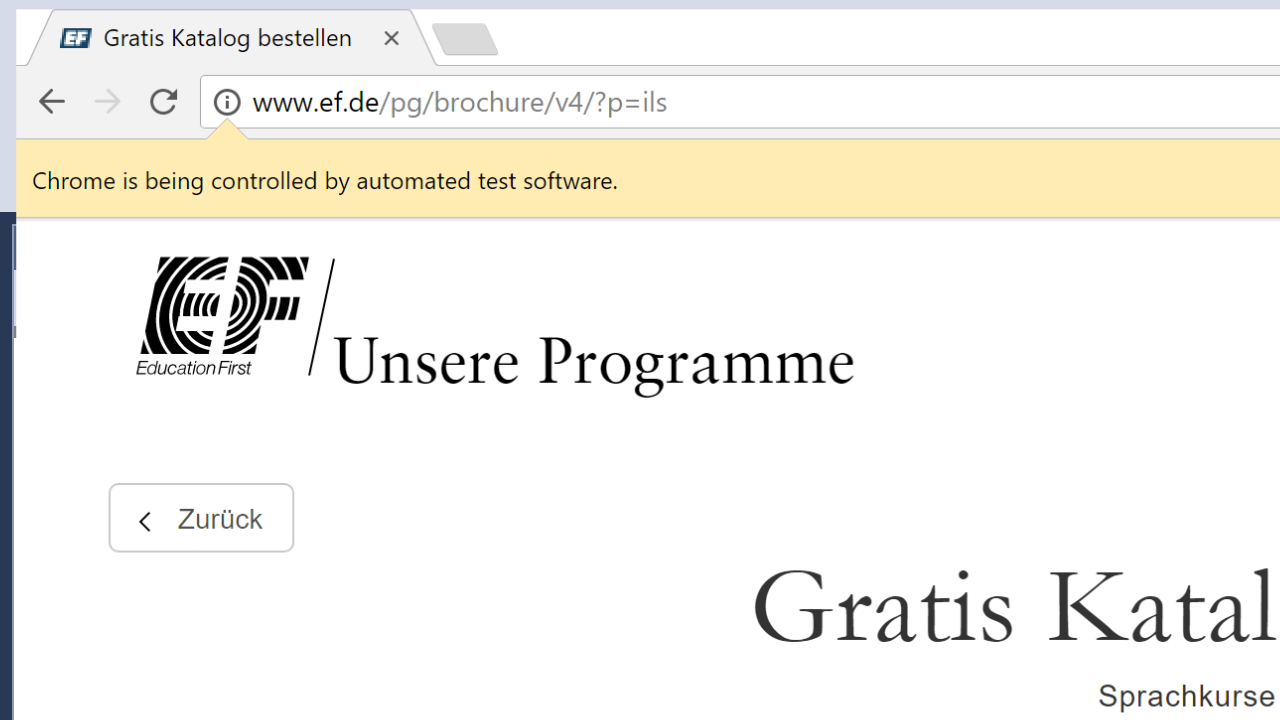 EF Gratis Katalog bestellen
www.ef.de/pg/brochure/v4/?p=ils
Chrome is being controlled by automated test software.
EF
Education First
Unsere Programme
Zurück
Gratis Katal
Sprachkurse